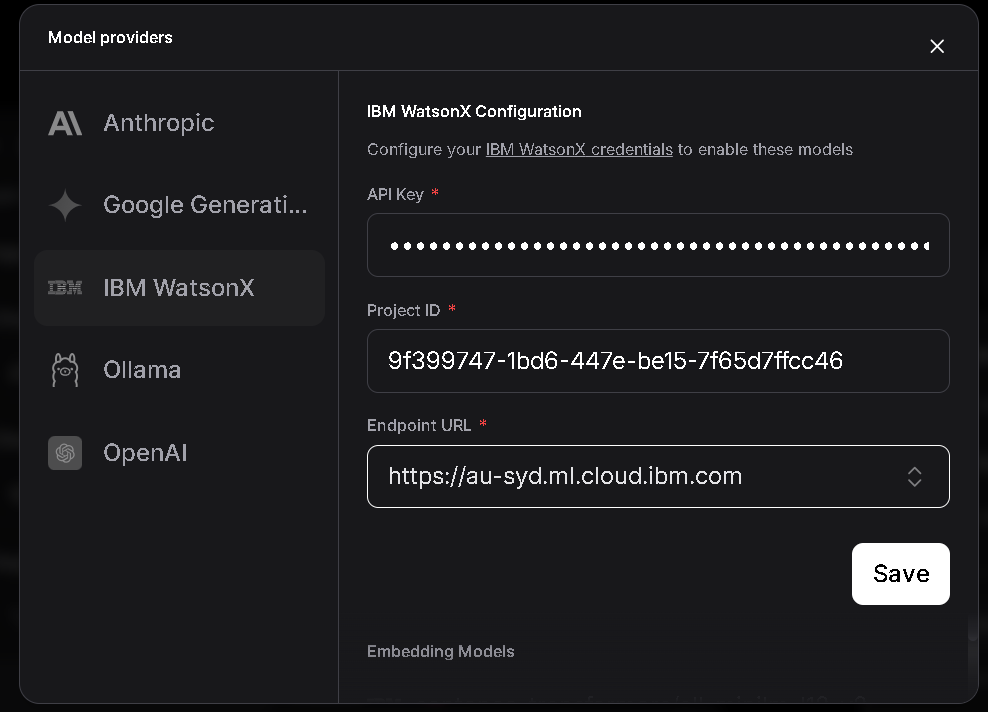 Model providers
Anthropic
Google Generati...
IBM WatsonX
Ollama
OpenAI
IBM WatsonX Configuration
Configure your IBM WatsonX credentials to enable these models
API Key *
Project ID *
9f399747-1bd6-447e-be15-7f65d7ffcc46
Endpoint URL *
https://au-syd.ml.cloud.ibm.com
Save
Embedding Models